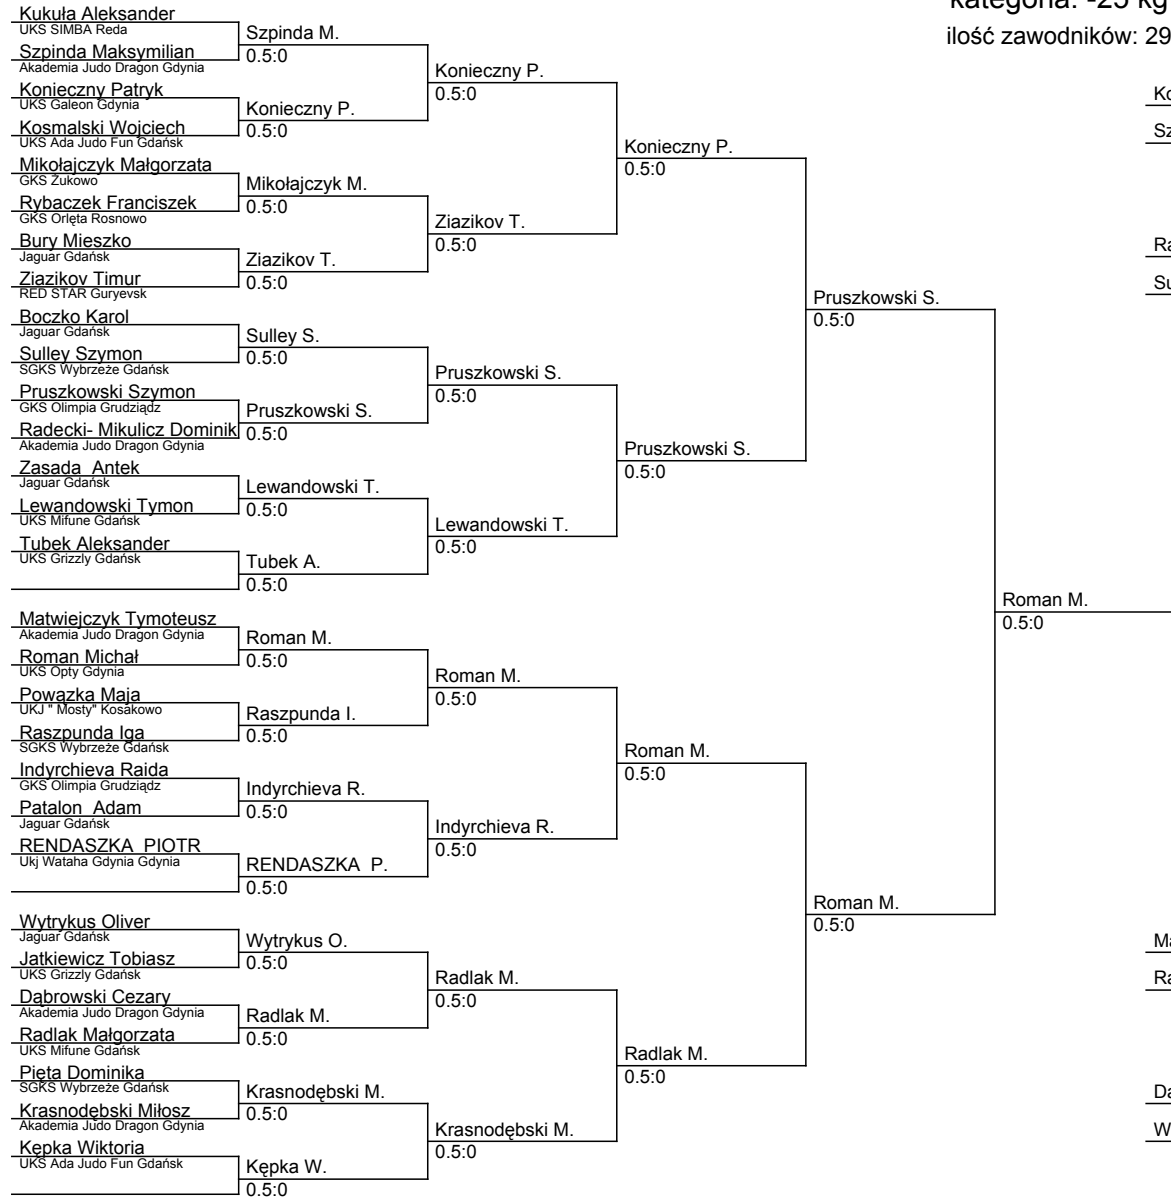 kategoria: -25 kg
ilość zawodników: 29
Kukuła Aleksander
UKS SIMBA Reda
Szpinda Maksymilian
Akademia Judo Dragon Gdynia
Konieczny Patryk
UKS Galeon Gdynia
Kosmalski Wojciech
UKS Ada Judo Fun Gdańsk
Mikołajczyk Małgorzata
GKS Żukowo
Rybaczek Franciszek
GKS Orlęta Rosnowo
Bury Mieszko
Jaguar Gdańsk
Ziazikov Timur
RED STAR Guryevsk
Boczko Karol
Jaguar Gdańsk
Sulley Szymon
SGKS Wybrzeże Gdańsk
Pruszkowski Szymon
GKS Olimpia Grudziądz
Radecki- Mikulicz Dominik
Akademia Judo Dragon Gdynia
Zasada Antek
Jaguar Gdańsk
Lewandowski Tymon
UKS Mifune Gdańsk
Tubek Aleksander
UKS Grizzly Gdańsk
Matwiejczyk Tymoteusz
Akademia Judo Dragon Gdynia
Roman Michał
UKS Opty Gdynia
Powązka Maja
UKJ " Mosty" Kosakowo
Raszpunda Iga
SGKS Wybrzeże Gdańsk
Indyrchieva Raida
GKS Olimpia Grudziądz
Patalon Adam
Jaguar Gdańsk
RENDASZKA PIOTR
Ukj Wataha Gdynia Gdynia
Wytrykus Oliver
Jaguar Gdańsk
Jatkiewicz Tobiasz
UKS Grizzly Gdańsk
Dąbrowski Cezary
Akademia Judo Dragon Gdynia
Radlak Małgorzata
UKS Mifune Gdańsk
Pięta Dominika
SGKS Wybrzeże Gdańsk
Krasnodębski Miłosz
Akademia Judo Dragon Gdynia
Kępka Wiktoria
UKS Ada Judo Fun Gdańsk
Szpinda M.
0.5:0
Konieczny P.
0.5:0
Mikołajczyk M.
0.5:0
Ziazikov T.
0.5:0
Sulley S.
0.5:0
Pruszkowski S.
0.5:0
Lewandowski T.
0.5:0
Tubek A.
0.5:0
Roman M.
0.5:0
Raszpunda I.
0.5:0
Indyrchieva R.
0.5:0
RENDASZKA P.
0.5:0
Wytrykus O.
0.5:0
Radlak M.
0.5:0
Krasnodębski M.
0.5:0
Kępka W.
0.5:0
Konieczny P.
0.5:0
Ziazikov T.
0.5:0
Pruszkowski S.
0.5:0
Lewandowski T.
0.5:0
Roman M.
0.5:0
Indyrchieva R.
0.5:0
Radlak M.
0.5:0
Krasnodębski M.
0.5:0
Konieczny P.
0.5:0
Pruszkowski S.
0.5:0
Roman M.
0.5:0
Radlak M.
0.5:0
Pruszkowski S.
0.5:0
Roman M.
0.5:0
Roman M.
0.5:0